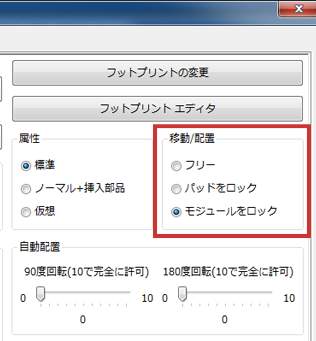 フットプリントの変更
フットプリント エディタ
属性
標準
ノーマル+挿入部品
仮想
移動/配置
フリー
パッドをロック
モジュールをロック
自動配置
90度回転(10で完全に許可)
0 10
0
180度回転(10で完全に許可)
0 10
0